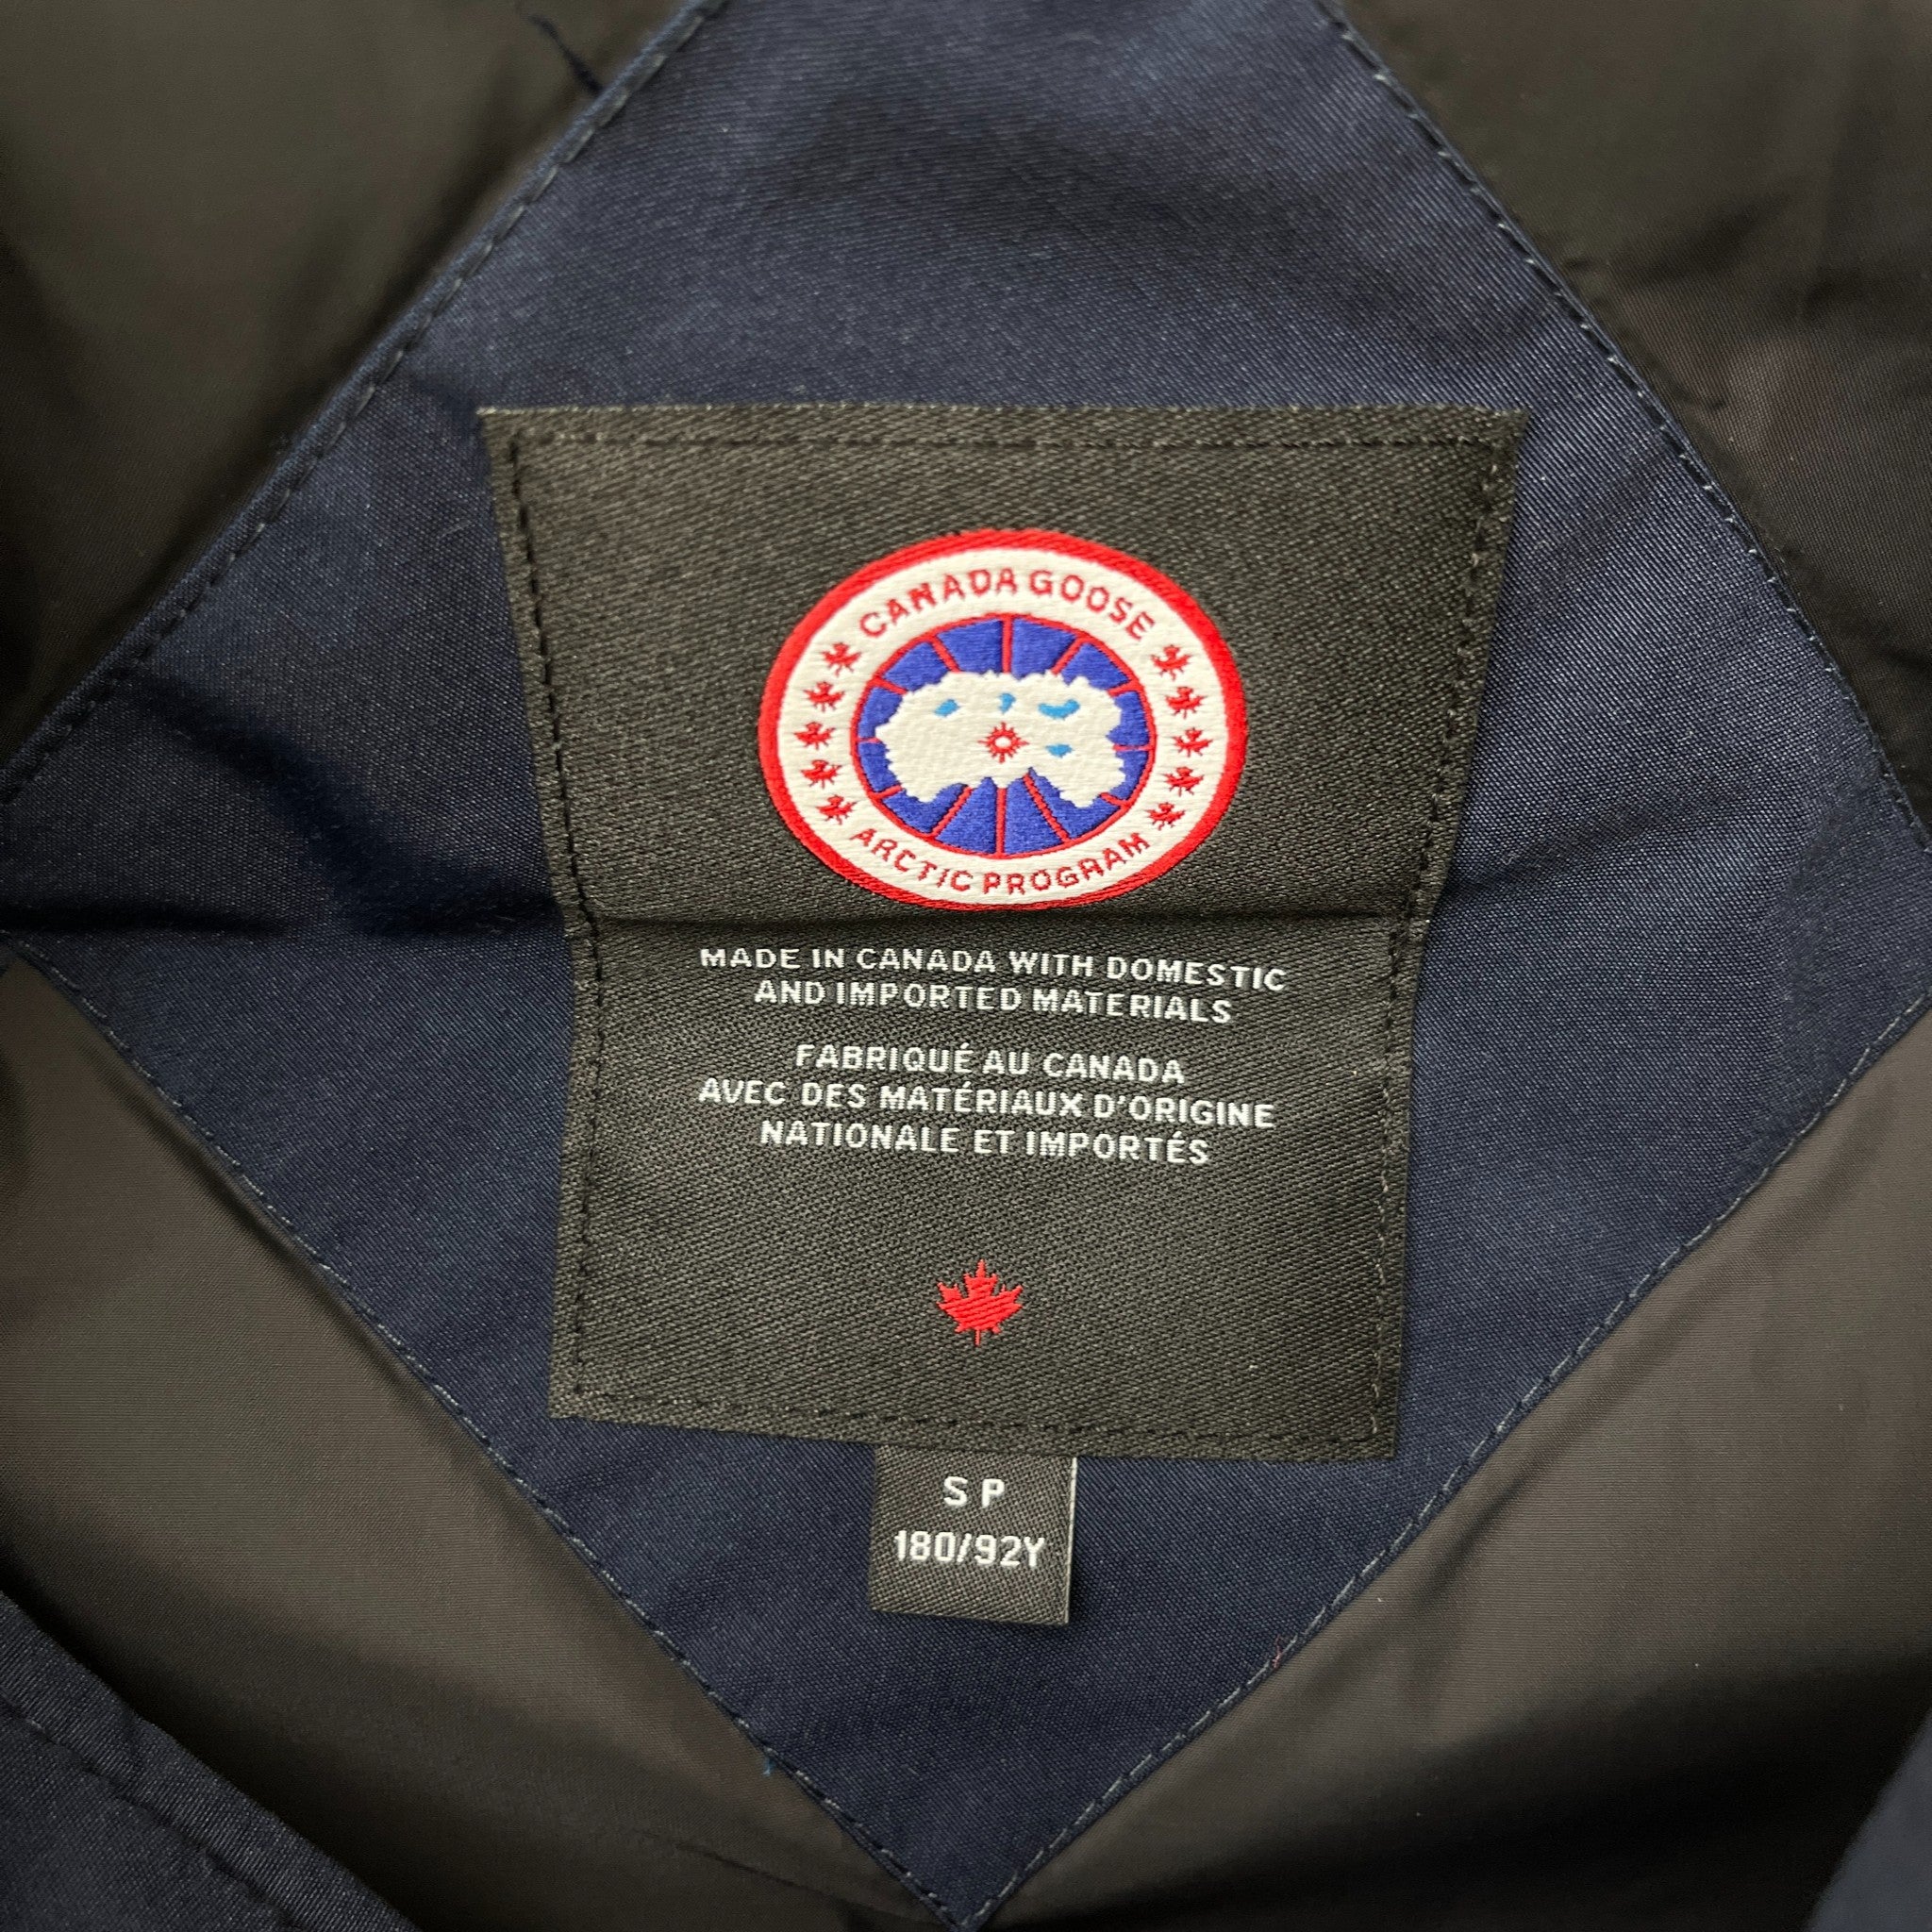 CANADA GOOSE
ARCTIC PROGRAM
MADE IN CANADA WITH DOMESTIC
AND IMPORTED MATERIALS
FABRIQUÉ AU CANADA
AVEC DES MATÉRIAUX D'ORIGINE
NATIONALE ET IMPORTÉS
S P
180/92Y